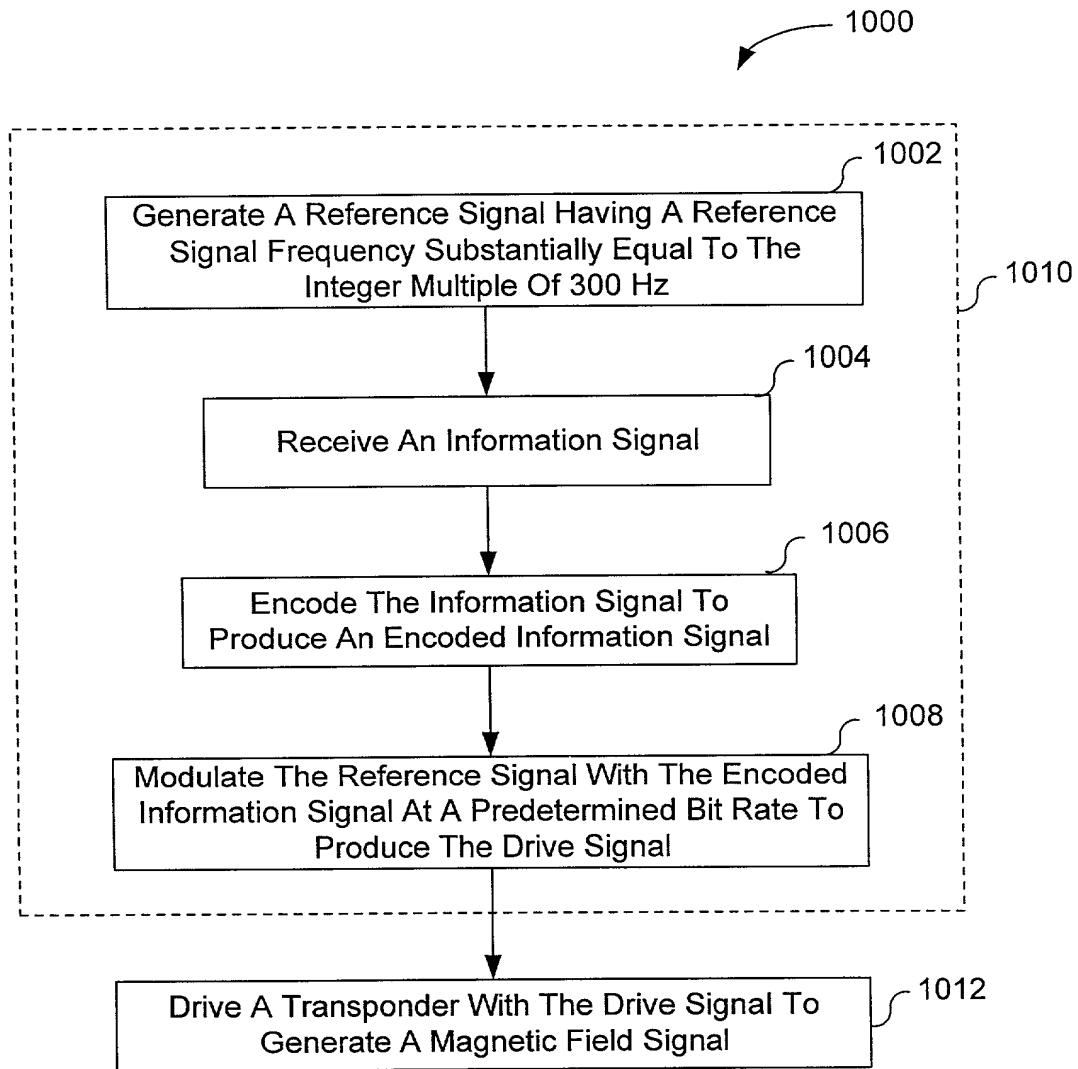 1000
1002
Generate A Reference Signal Having A Reference
Signal Frequency Substantially Equal To The
Integer Multiple Of 300 Hz
1010
1004
Receive An Information Signal
1006
Encode The Information Signal To
Produce An Encoded Information Signal
1008
Modulate The Reference Signal With The Encoded
Information Signal At A Predetermined Bit Rate To
Produce The Drive Signal
Drive A Transponder With The Drive Signal To
Generate A Magnetic Field Signal
1012